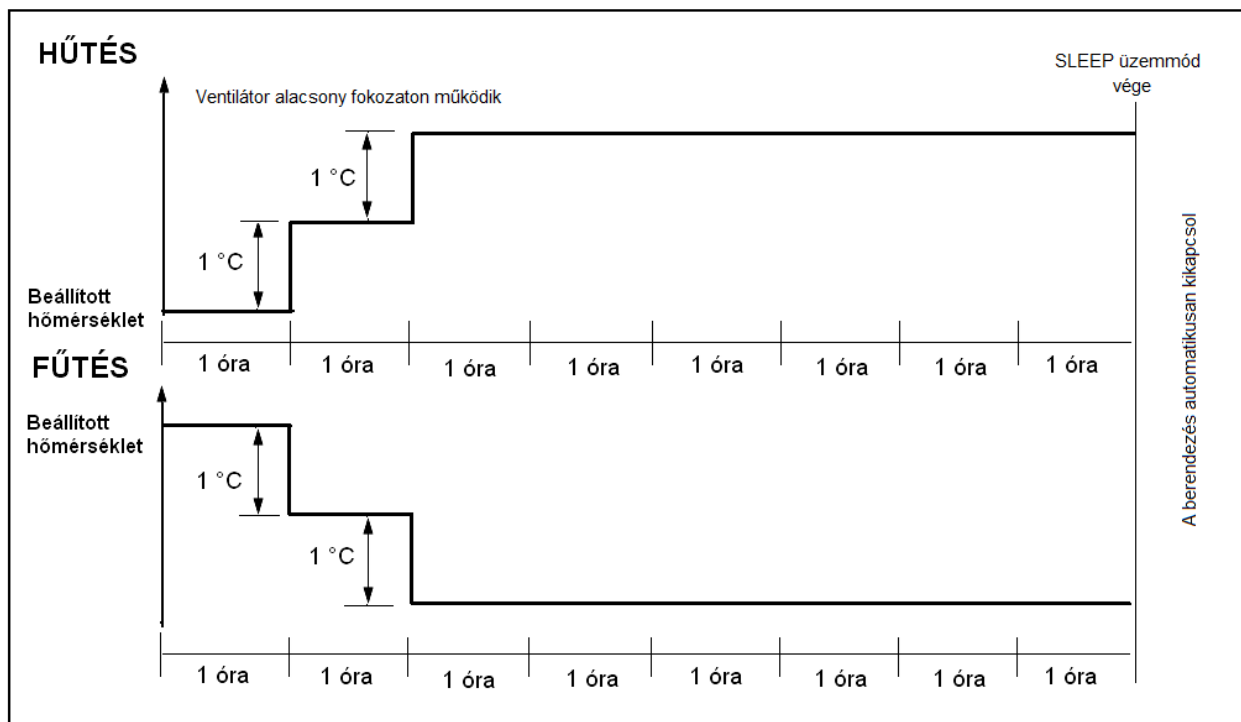 HŰTÉS
SLEEP üzemmód
vége
Ventilátor alacsony fokozaton működik
1 °C
1 °C
Beállított
hőmérséklet
1 óra
1 óra
1 óra
1 óra
1 óra
1 óra
1 óra
1 óra
FŰTÉS
Beállított
hőmérséklet
1 °C
1 °C
1 óra
1 óra
1 óra
1 óra
1 óra
1 óra
1 óra
1 óra
A berendezés automatikusan kikapcsol